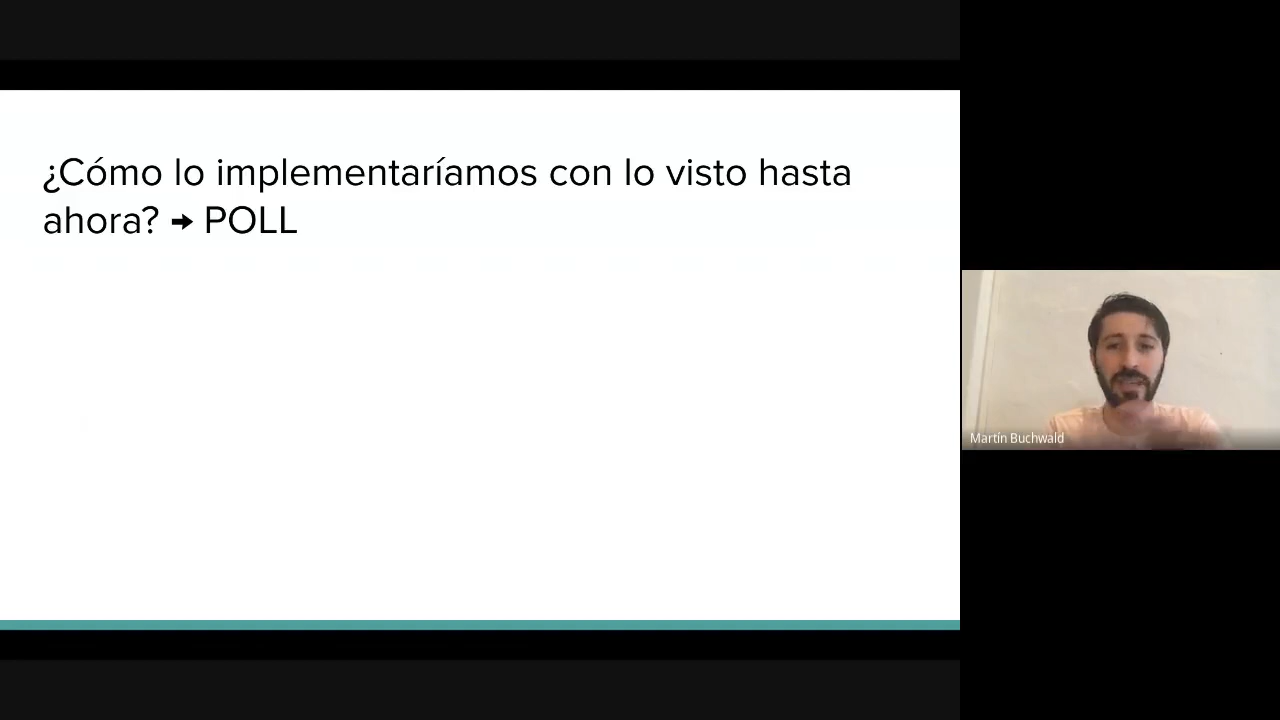 ¿Cómo lo implementaríamos con lo visto hasta
ahora? → POLL
Martín Buchwald